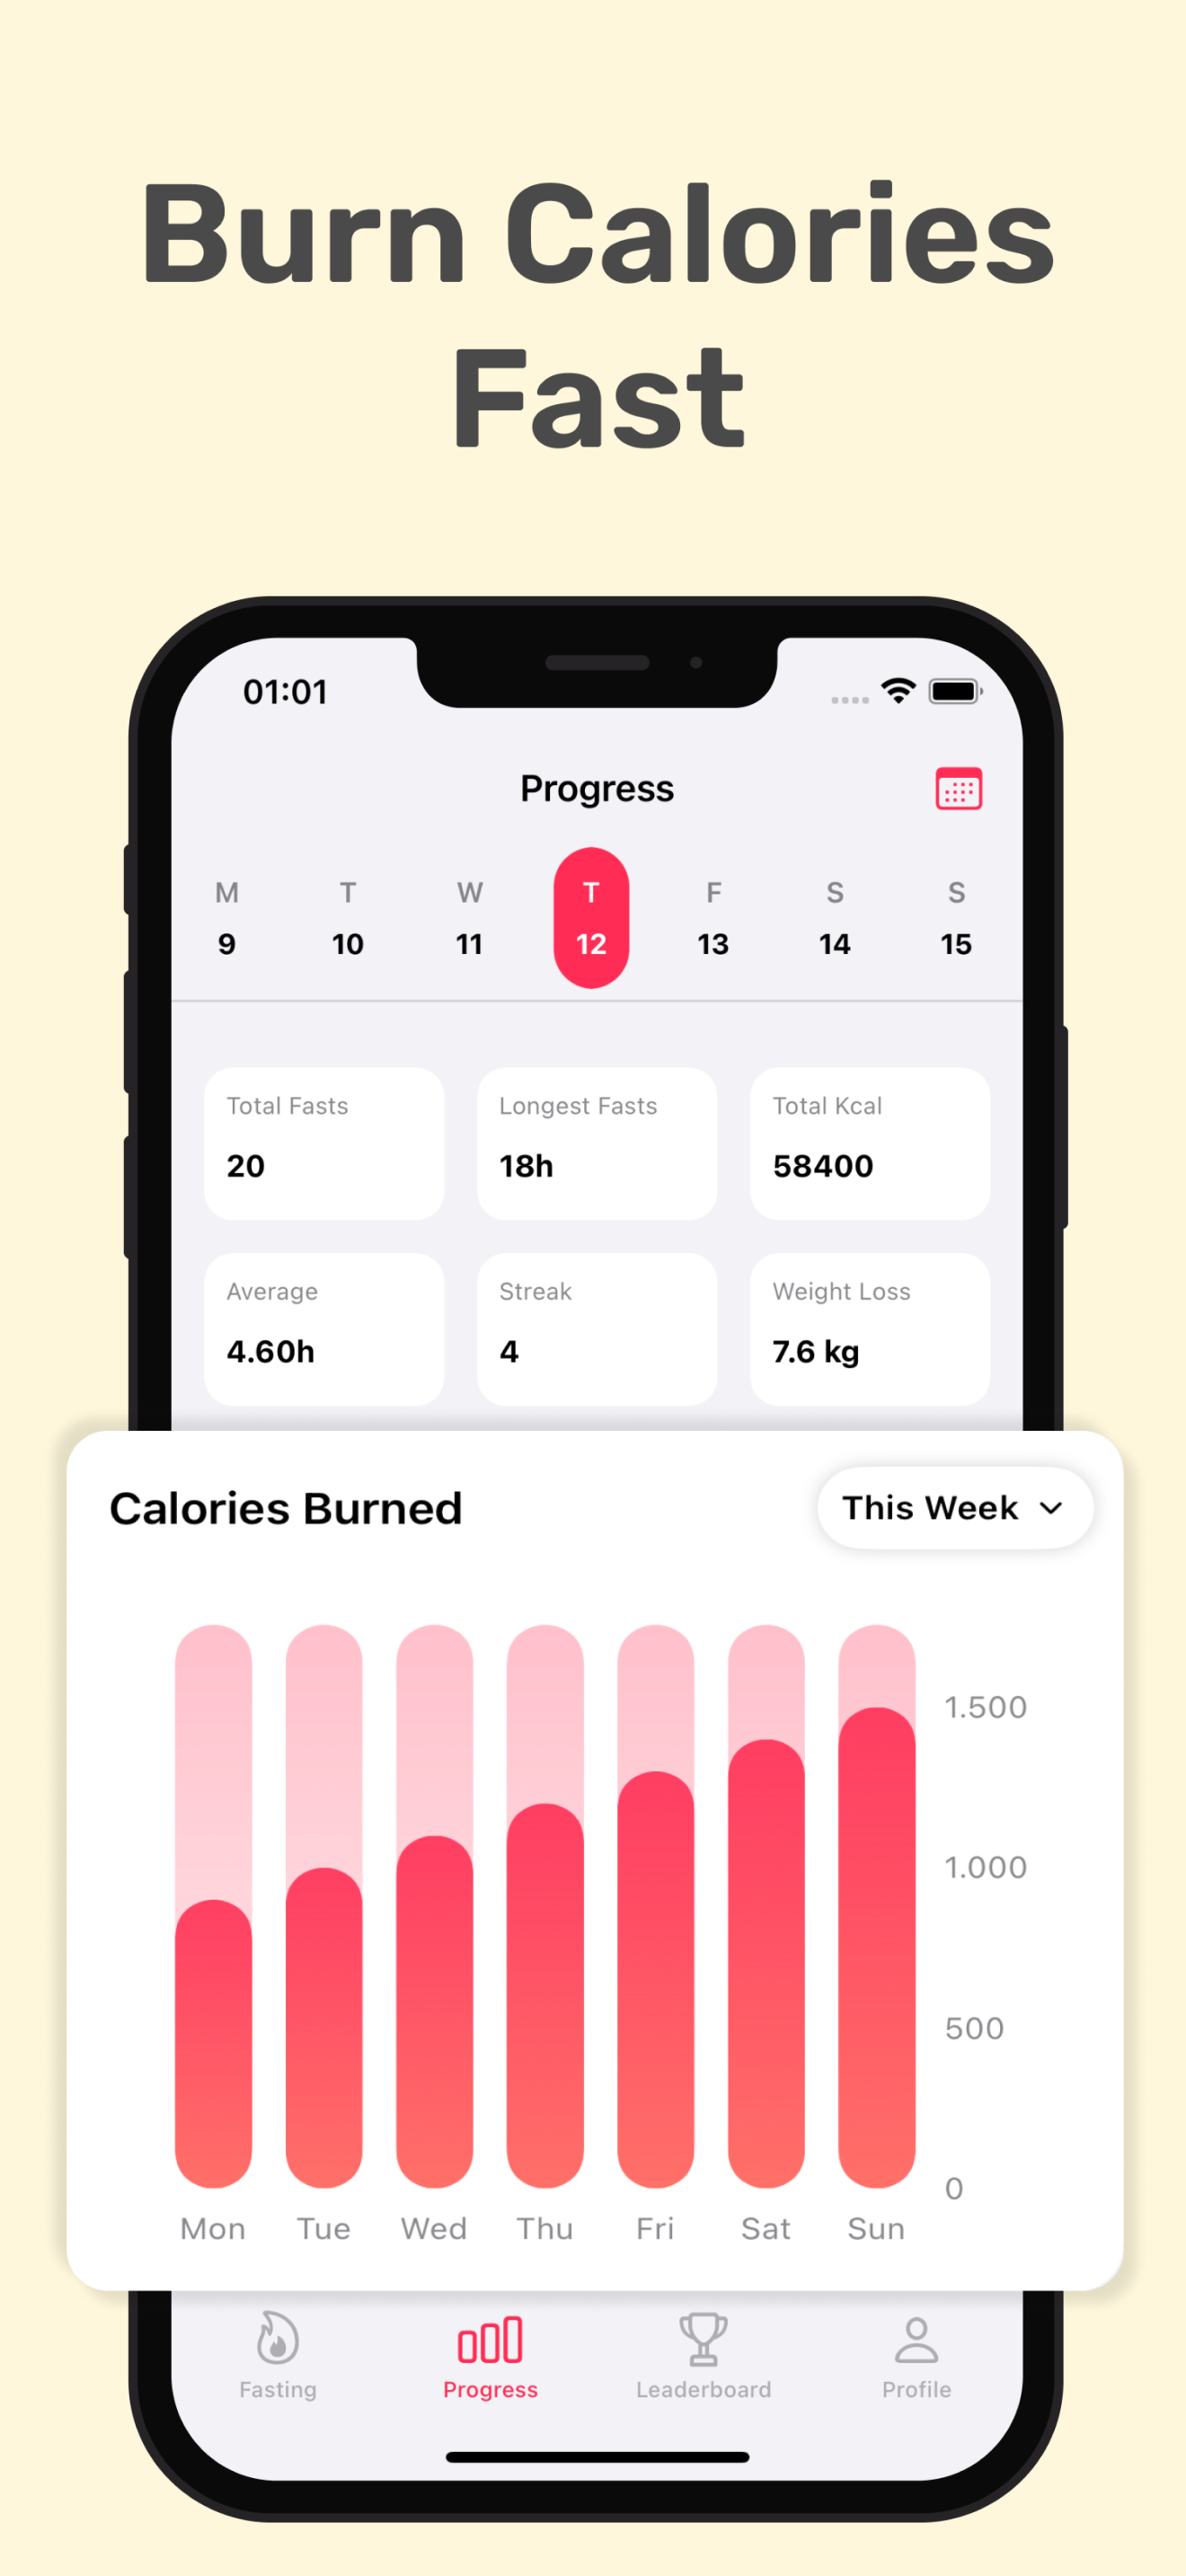 Burn Calories
Fast
01:01
Progress
M T W T F S S
9 10 11 12 13 14 15
Total Fasts Longest Fasts Total Kcal
20 18h 58400
Average Streak Weight Loss
4.60h 4 7.6 kg
Calories Burned This Week
1.500
1.000
500
0
Mon Tue Wed Thu Fri Sat Sun
Fasting Progress Leaderboard Profile